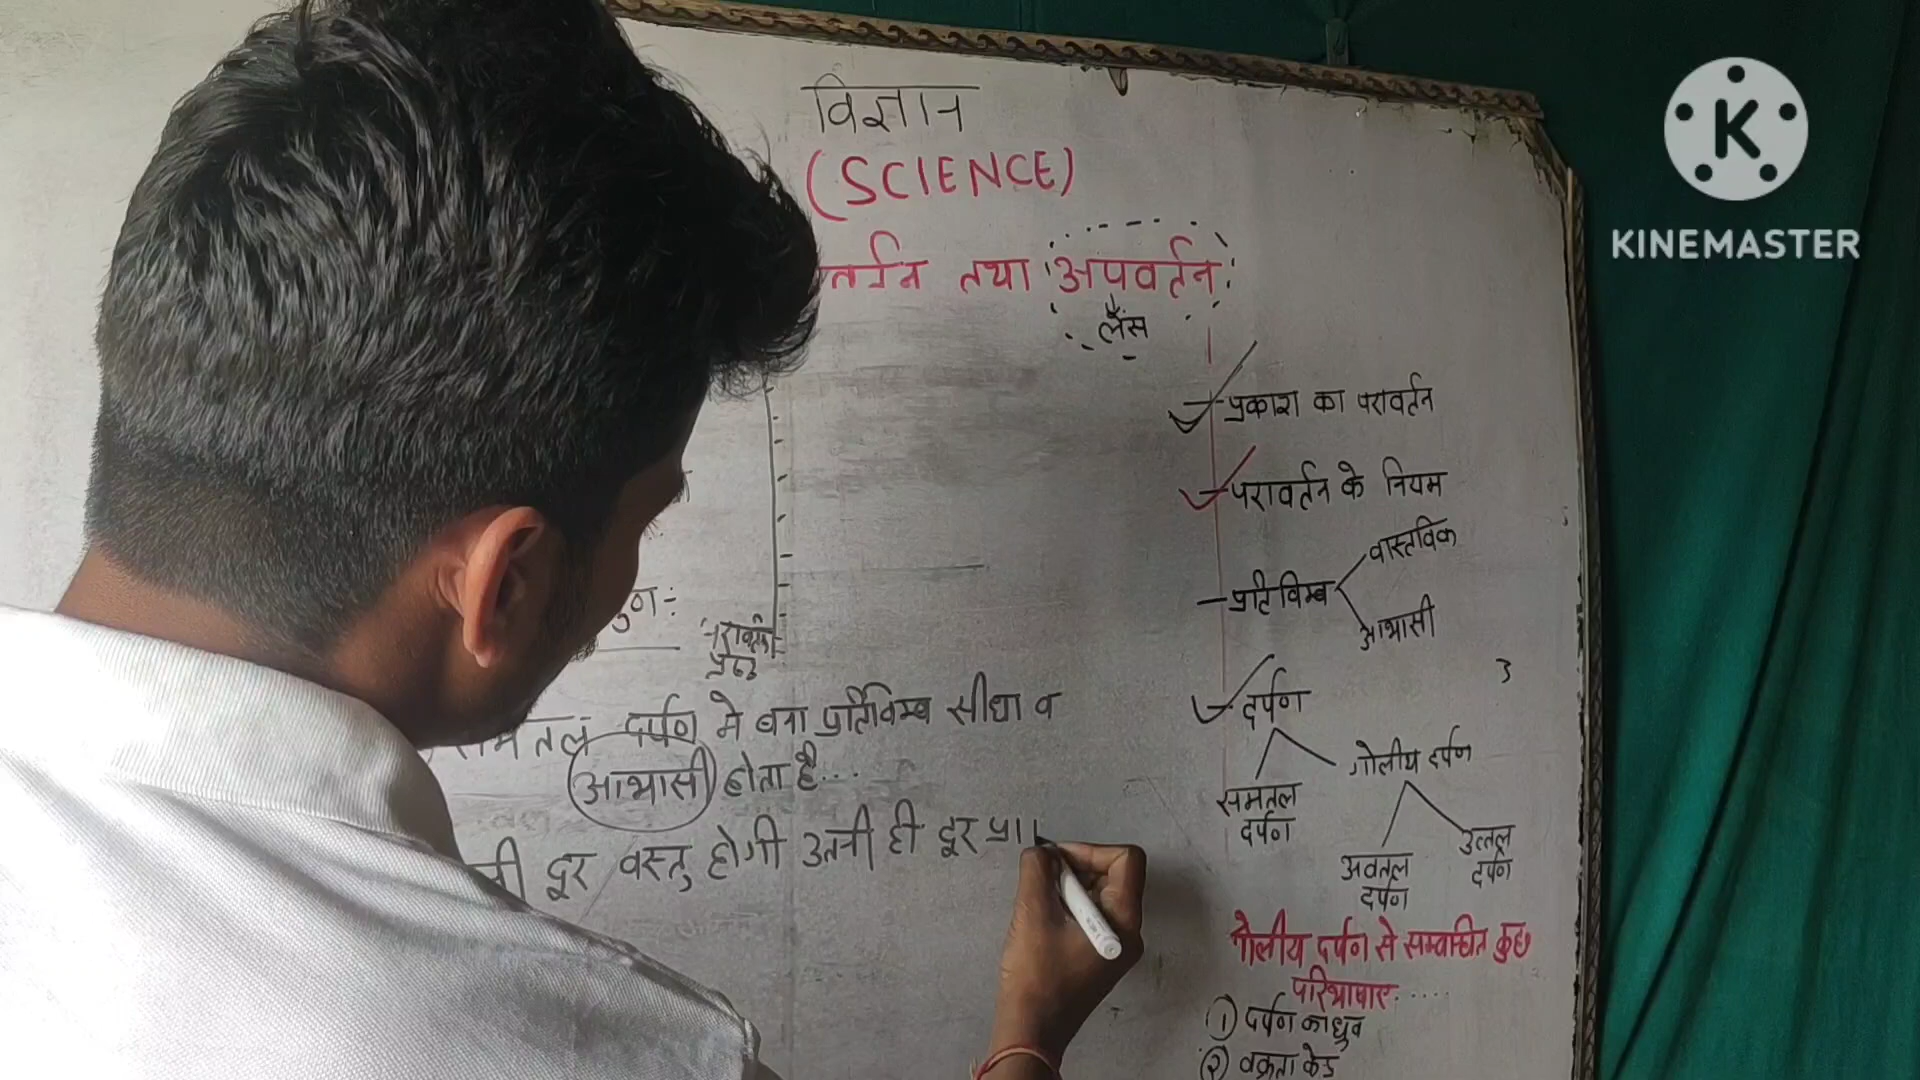 विज्ञान
(SCIENCE)
तथा अपवर्तन
लेंस
प्रकाश का परावर्तन
परावर्तन के नियम
प्रतिविम्ब
वास्तविक
आभासी
दर्पण
समतल
दर्पण
गोलीय दर्पण
अवतल
दर्पण
उत्तल
दर्पण
गोलीय दर्पण से सम्बन्धित कुछ
परिभाषाए.....
① दर्पण का ध्रुव
② वक्रता केंद्र
दर्पण मे बना प्रतिविम्ब सीधा व
आभासी होता है...
दूर वस्तु होगी उतनी ही दूर
KINEMASTER